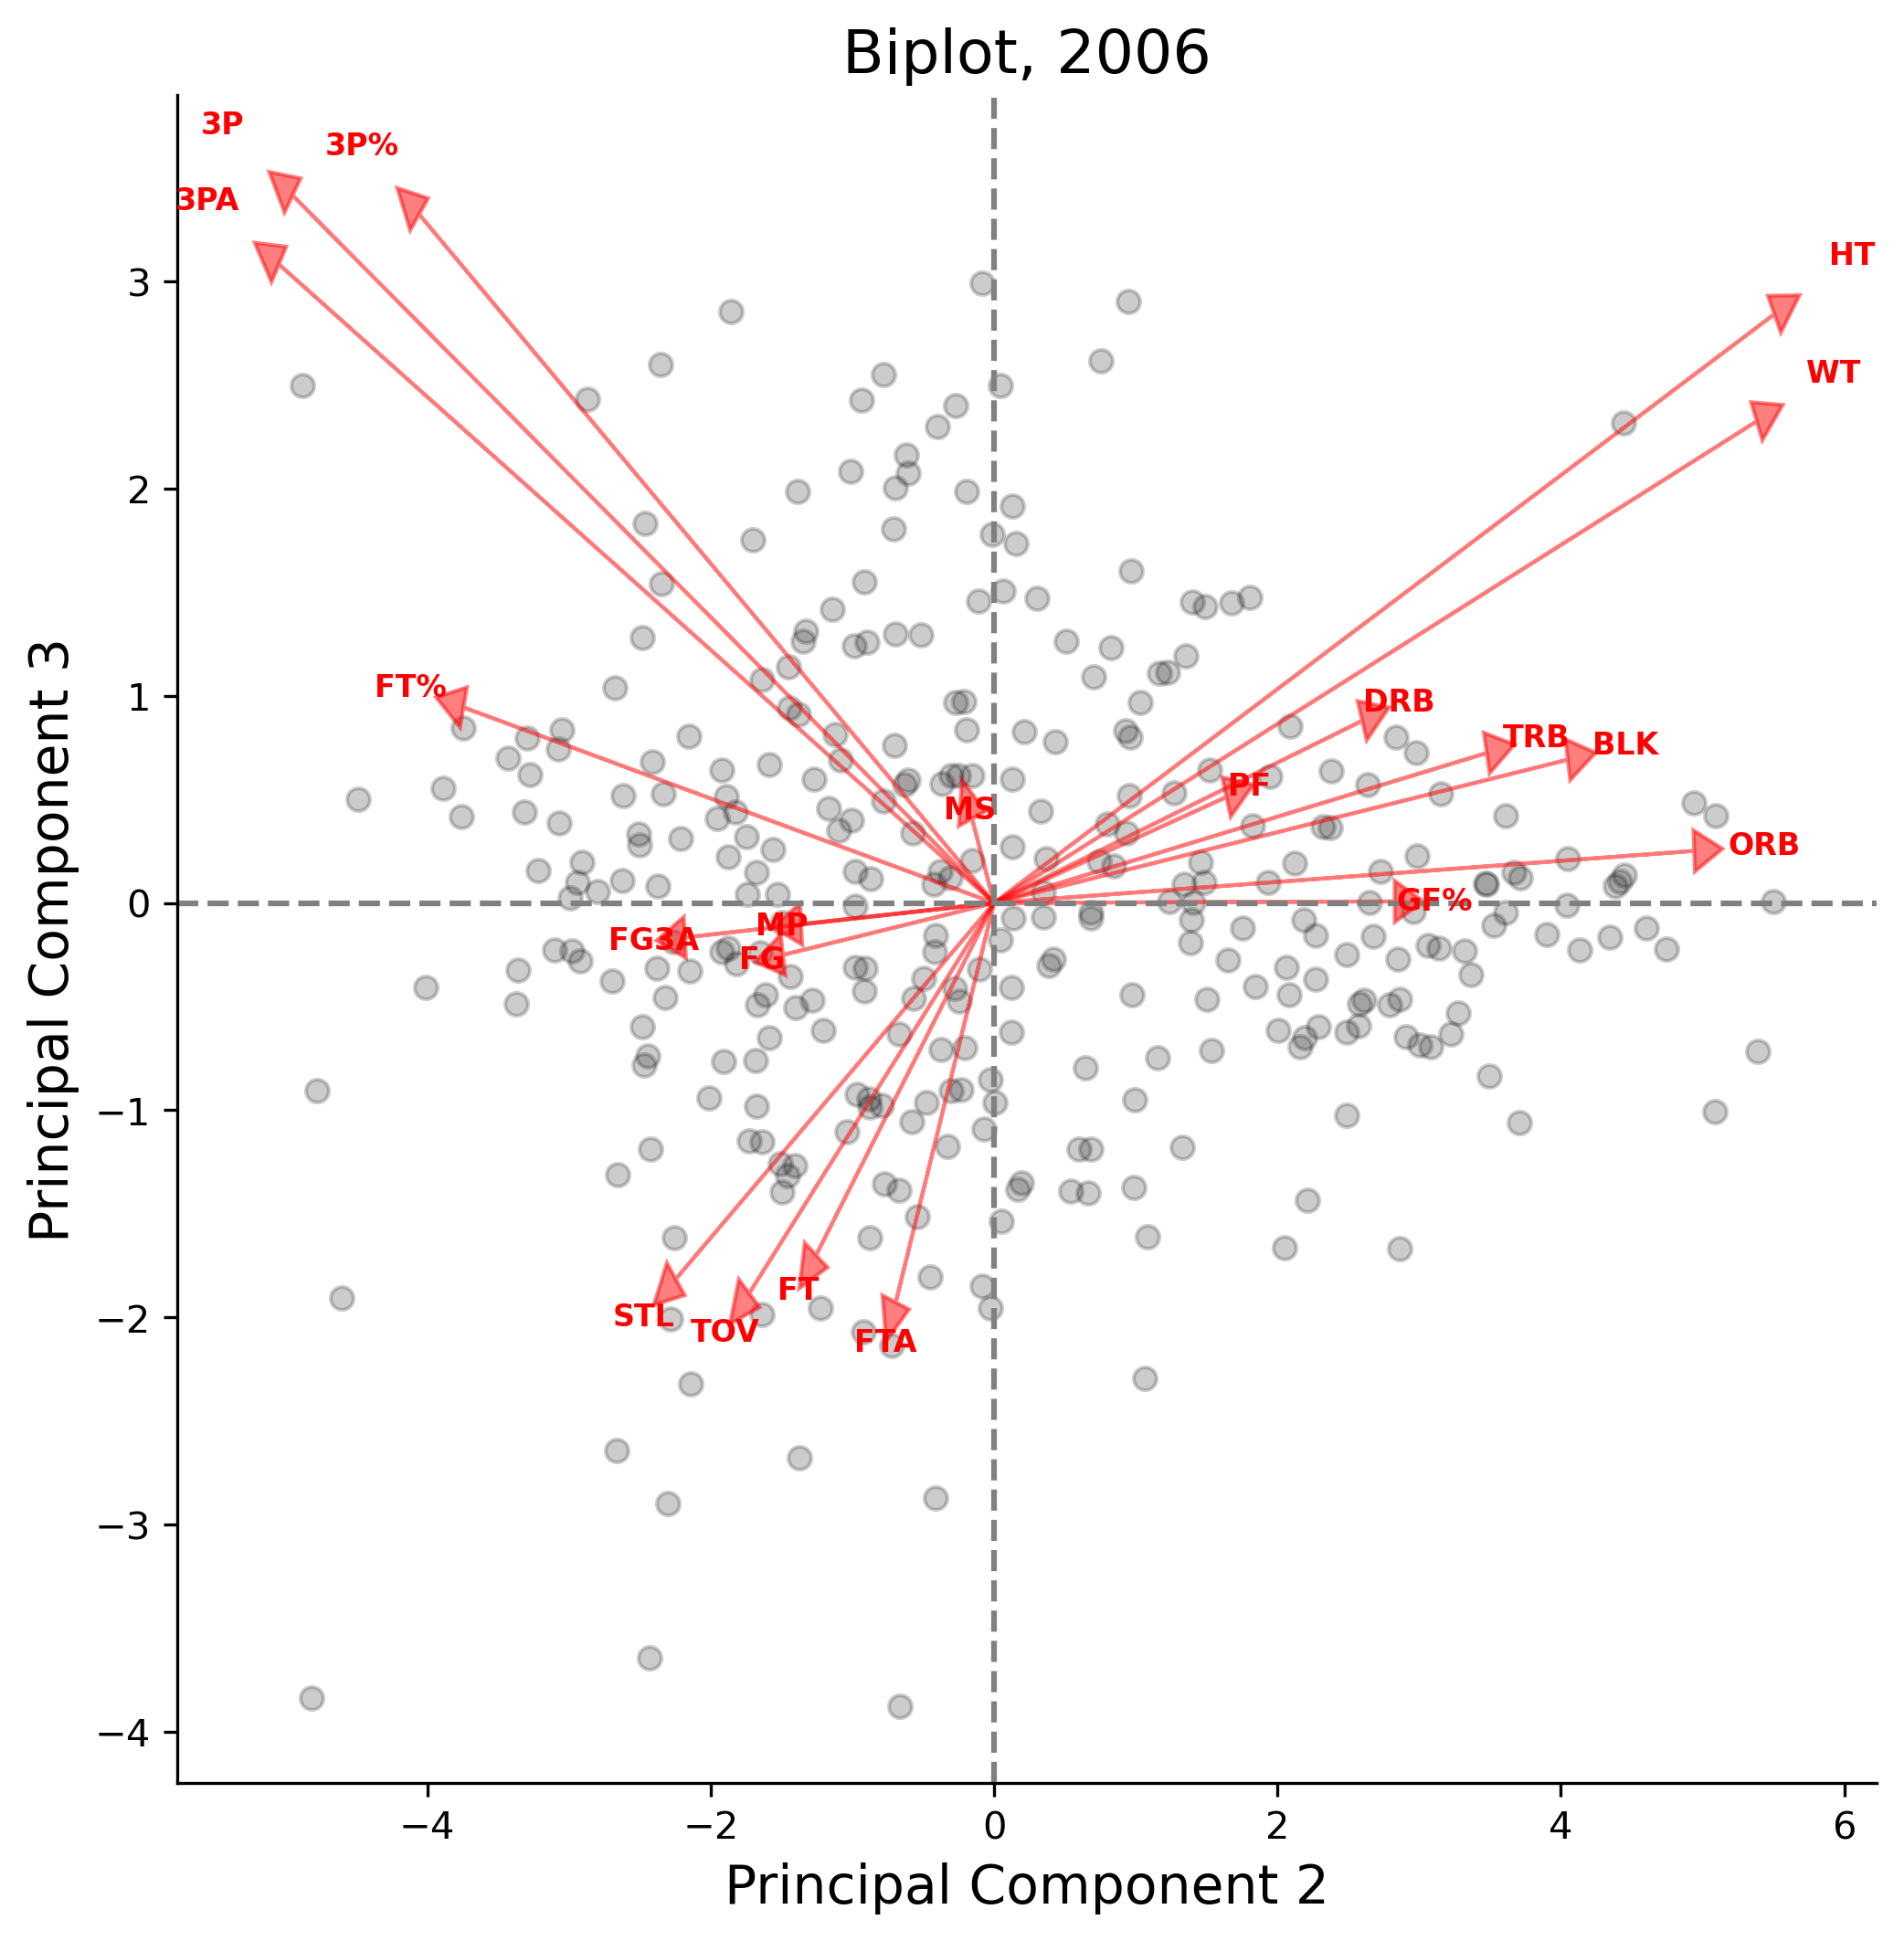 Biplot, 2006
3P
3P%
3PA
HT
WT
FT%
DRB
TRB
BLK
PF
MS
ORB
GF%
MP
FG3A
FG
STL
TOV
FT
FTA
3
2
1
0
−1
−2
−3
−4
−4
−2
0
2
4
6
Principal Component 3
Principal Component 2